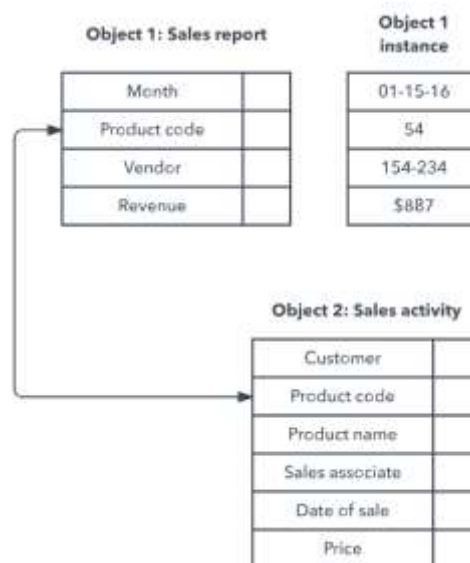 Object 1: Sales report
Object 1
instance
Month
01-15-16
Product code
54
Vendor
154-234
Revenue
$887
Object 2: Sales activity
Customer
Product code
Product name
Sales associate
Date of sale
Price